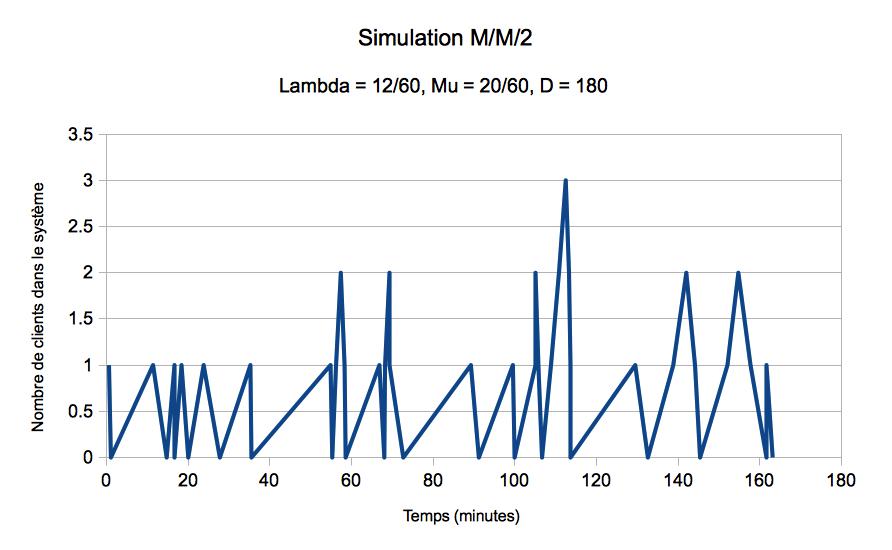 Simulation M/M/2
Lambda = 12/60, Mu = 20/60, D = 180
Nombre de clients dans le système
3.5
3
2.5
2
1.5
1
0.5
0
0 20 40 60 80 100 120 140 160 180
Temps (minutes)